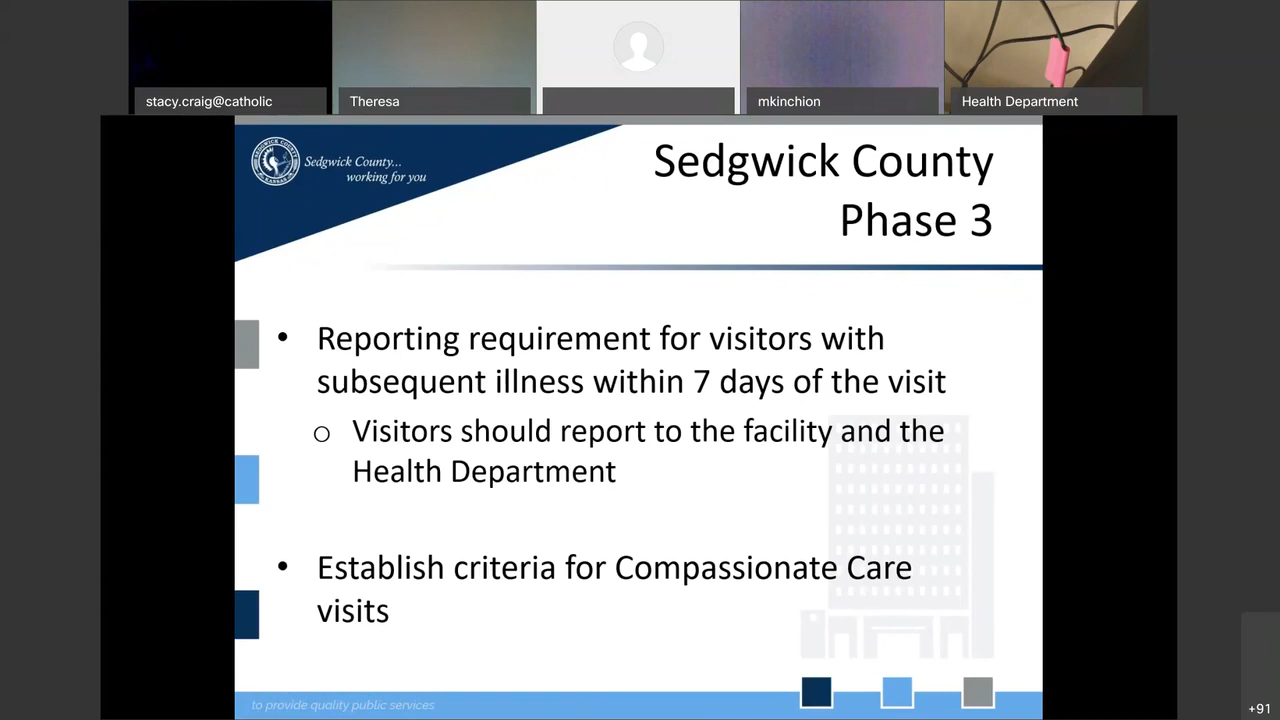 stacy.craig@catholic
Theresa
mkinchion
Health Department
Sedgwick County...
working for you
Sedgwick County
Phase 3
• Reporting requirement for visitors with
subsequent illness within 7 days of the visit
o Visitors should report to the facility and the
Health Department
• Establish criteria for Compassionate Care
visits
to provide quality public services
+91